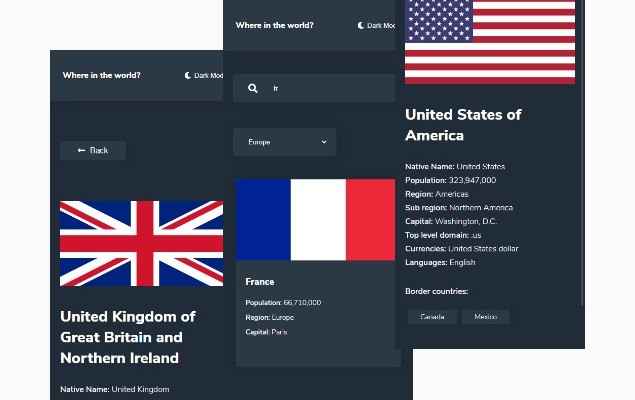 Where in the world?
Dark Mod
Back
United Kingdom of
Great Britain and
Northern Ireland
Native Name: United Kingdom
Where in the world?
Dark Mod
fr
Europe
France
Population: 66,710,000
Region: Europe
Capital: Paris
United States of
America
Native Name: United States
Population: 323,947,000
Region: Americas
Sub region: Northern America
Capital: Washington, D.C.
Top level domain: .us
Currencies: United States dollar
Languages: English
Border countries:
Canada Mexico